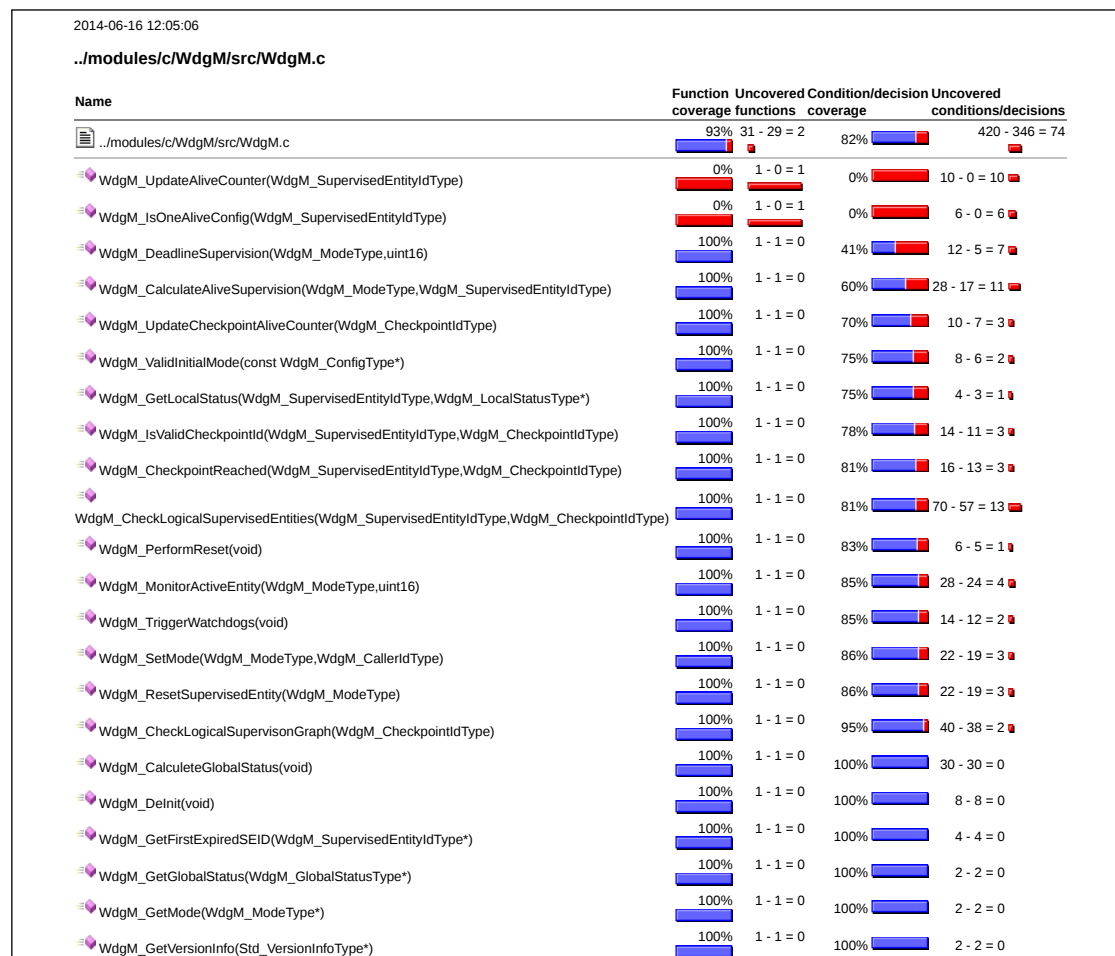 2014-06-16 12:05:06
../modules/c/WdgM/src/WdgM.c
Name Function coverage Uncovered functions Condition/decision coverage Uncovered conditions/decisions
../modules/c/WdgM/src/WdgM.c 93% 31 - 29 = 2 82% 420 - 346 = 74
WdgM_UpdateAliveCounter(WdgM_SupervisedEntityIdType) 0% 1 - 0 = 1 0% 10 - 0 = 10
WdgM_IsOneAliveConfig(WdgM_SupervisedEntityIdType) 0% 1 - 0 = 1 0% 6 - 0 = 6
WdgM_DeadlineSupervision(WdgM_ModeType,uint16) 100% 1 - 1 = 0 41% 12 - 5 = 7
WdgM_CalculateAliveSupervision(WdgM_ModeType,WdgM_SupervisedEntityIdType) 100% 1 - 1 = 0 60% 28 - 17 = 11
WdgM_UpdateCheckpointAliveCounter(WdgM_CheckpointIdType) 100% 1 - 1 = 0 70% 10 - 7 = 3
WdgM_ValidInitialMode(const WdgM_ConfigType*) 100% 1 - 1 = 0 75% 8 - 6 = 2
WdgM_GetLocalStatus(WdgM_SupervisedEntityIdType,WdgM_LocalStatusType*) 100% 1 - 1 = 0 75% 4 - 3 = 1
WdgM_IsValidCheckpointId(WdgM_SupervisedEntityIdType,WdgM_CheckpointIdType) 100% 1 - 1 = 0 78% 14 - 11 = 3
WdgM_CheckpointReached(WdgM_SupervisedEntityIdType,WdgM_CheckpointIdType) 100% 1 - 1 = 0 81% 16 - 13 = 3
WdgM_CheckLogicalSupervisedEntities(WdgM_SupervisedEntityIdType,WdgM_CheckpointIdType) 100% 1 - 1 = 0 81% 70 - 57 = 13
WdgM_PerformReset(void) 100% 1 - 1 = 0 83% 6 - 5 = 1
WdgM_MonitorActiveEntity(WdgM_ModeType,uint16) 100% 1 - 1 = 0 85% 28 - 24 = 4
WdgM_TriggerWatchdogs(void) 100% 1 - 1 = 0 85% 14 - 12 = 2
WdgM_SetMode(WdgM_ModeType,WdgM_CallerIdType) 100% 1 - 1 = 0 86% 22 - 19 = 3
WdgM_ResetSupervisedEntity(WdgM_ModeType) 100% 1 - 1 = 0 86% 22 - 19 = 3
WdgM_CheckLogicalSupervisonGraph(WdgM_CheckpointIdType) 100% 1 - 1 = 0 95% 40 - 38 = 2
WdgM_CalculeteGlobalStatus(void) 100% 1 - 1 = 0 100% 30 - 30 = 0
WdgM_DeInit(void) 100% 1 - 1 = 0 100% 8 - 8 = 0
WdgM_GetFirstExpiredSEID(WdgM_SupervisedEntityIdType*) 100% 1 - 1 = 0 100% 4 - 4 = 0
WdgM_GetGlobalStatus(WdgM_GlobalStatusType*) 100% 1 - 1 = 0 100% 2 - 2 = 0
WdgM_GetMode(WdgM_ModeType*) 100% 1 - 1 = 0 100% 2 - 2 = 0
WdgM_GetVersionInfo(Std_VersionInfoType*) 100% 1 - 1 = 0 100% 2 - 2 = 0